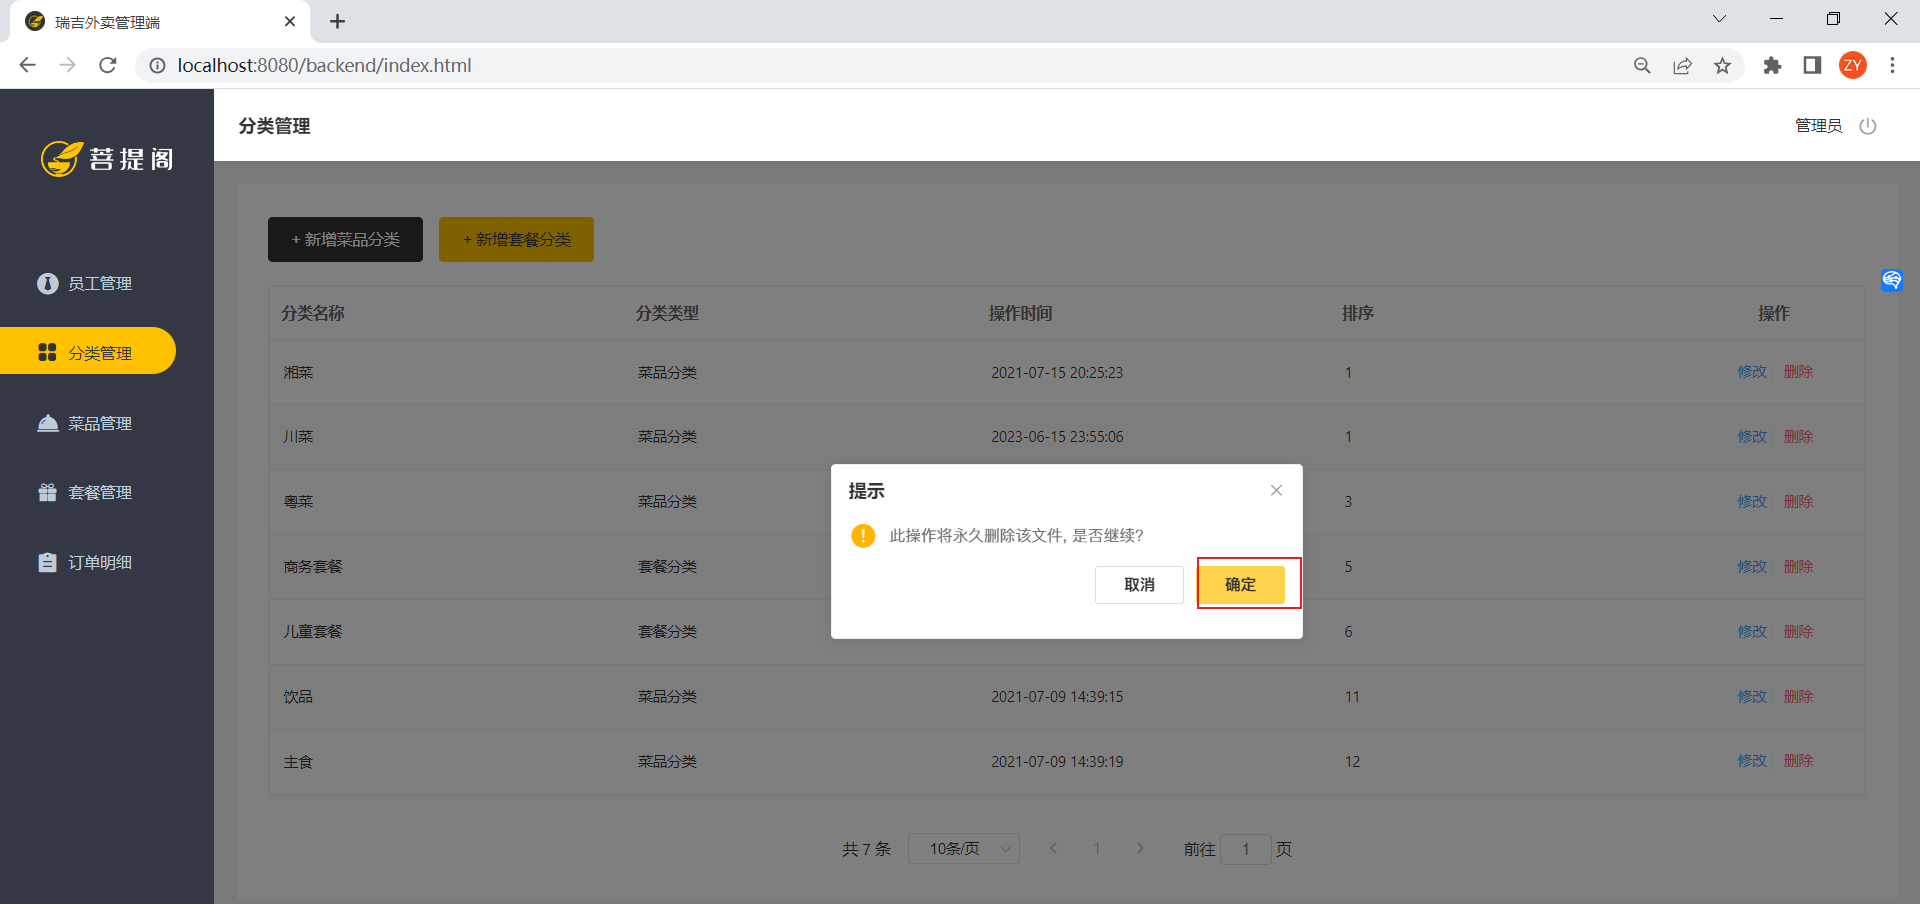 瑞吉外卖管理端
localhost:8080/backend/index.html
ZY
菩提阁
分类管理
管理员
员工管理
分类管理
菜品管理
套餐管理
订单明细
+ 新增菜品分类 + 新增套餐分类
分类名称 分类类型 操作时间 排序 操作
湘菜 菜品分类 2021-07-15 20:25:23 1 修改 删除
川菜 菜品分类 2023-06-15 23:55:06 1 修改 删除
粤菜 菜品分类 3 修改 删除
商务套餐 套餐分类 5 修改 删除
儿童套餐 套餐分类 6 修改 删除
饮品 菜品分类 2021-07-09 14:39:15 11 修改 删除
主食 菜品分类 2021-07-09 14:39:19 12 修改 删除
提示
此操作将永久删除该文件, 是否继续?
取消 确定
共 7 条 10条/页 1 前往 1 页